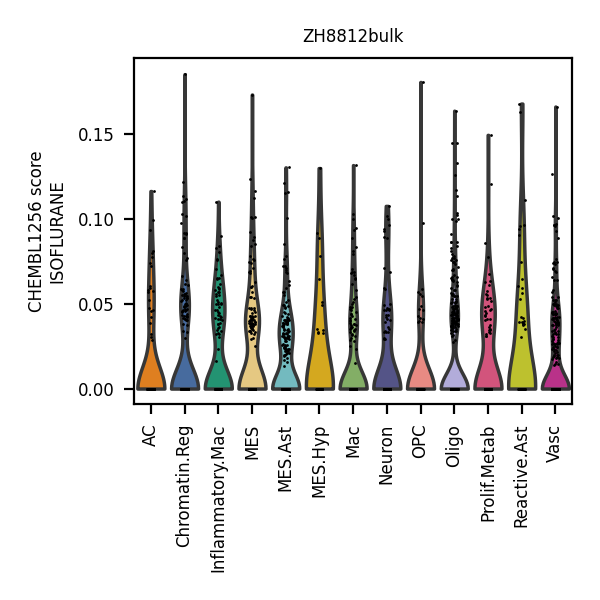 ZH8812bulk
CHEMBL1256 score
ISOFLURANE
0.15
0.10
0.05
0.00
AC
Chromatin.Reg
Inflammatory.Mac
MES
MES.Ast
MES.Hyp
Mac
Neuron
OPC
Oligo
Prolif.Metab
Reactive.Ast
Vasc